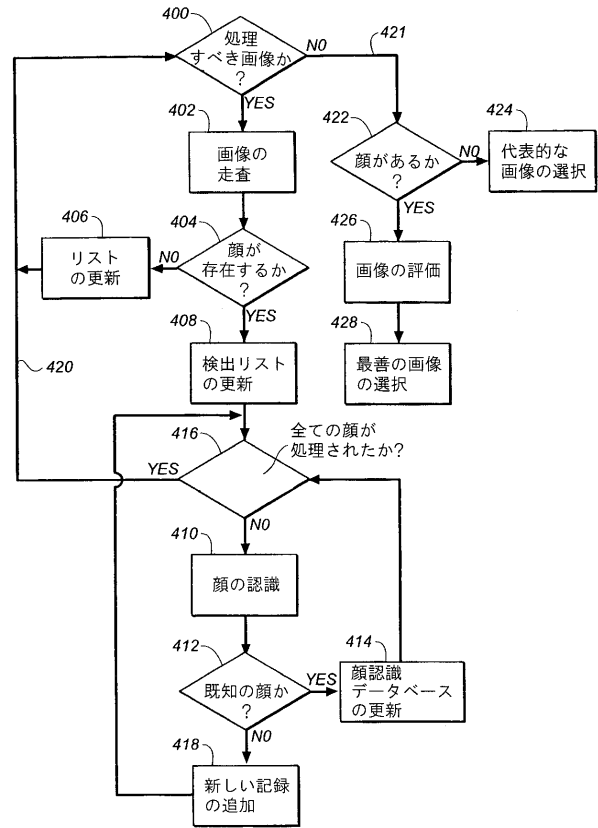 400
処理
すべき画像か
?
NO
421
YES
402
画像の
走査
422
顔があるか
?
NO
424
代表的な
画像の選択
YES
406
リスト
の更新
NO
404
顔が
存在するか
?
YES
426
画像の評価
408
検出リスト
の更新
428
最善の画像
の選択
420
416
全ての顔が
処理されたか?
YES
NO
410
顔の認識
412
既知の顔か
?
YES
414
顔認識
データベース
の更新
NO
418
新しい記録
の追加